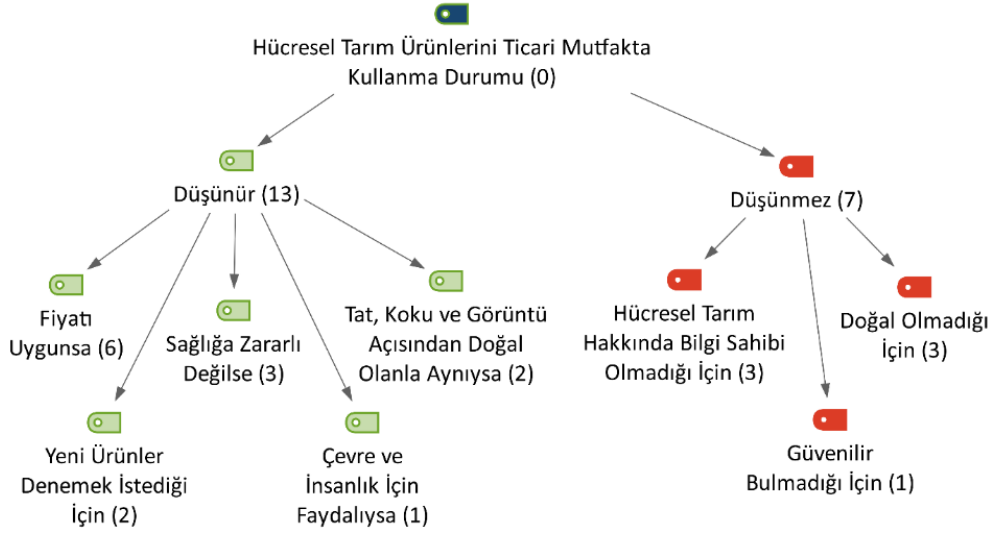 Hücresel Tarım Ürünlerini Ticari Mutfakta
Kullanma Durumu (0)
Düşünür (13)
Düşünmez (7)
Fiyatı
Uygunsa (6)
Sağlığa Zararlı
Değilse (3)
Tat, Koku ve Görüntü
Açısından Doğal
Olanla Aynıysa (2)
Hücresel Tarım
Hakkında Bilgi Sahibi
Olmadığı İçin (3)
Doğal Olmadığı
İçin (3)
Yeni Ürünler
Denemek İstediği
İçin (2)
Çevre ve
İnsanlık İçin
Faydalıysa (1)
Güvenilir
Bulmadığı İçin (1)